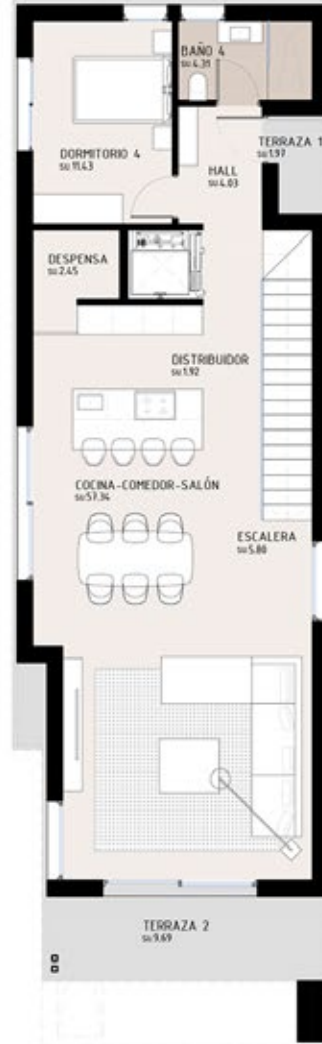 BAÑO 4
su:4.31
DORMITORIO 4
su:11.43
TERRAZA 1
su:1.97
HALL
su:4.03
DESPENSA
su:2.45
DISTRIBUIDOR
su:1.92
COCINA-COMEDOR-SALÓN
su:57.34
ESCALERA
su:5.80
TERRAZA 2
su:9.69